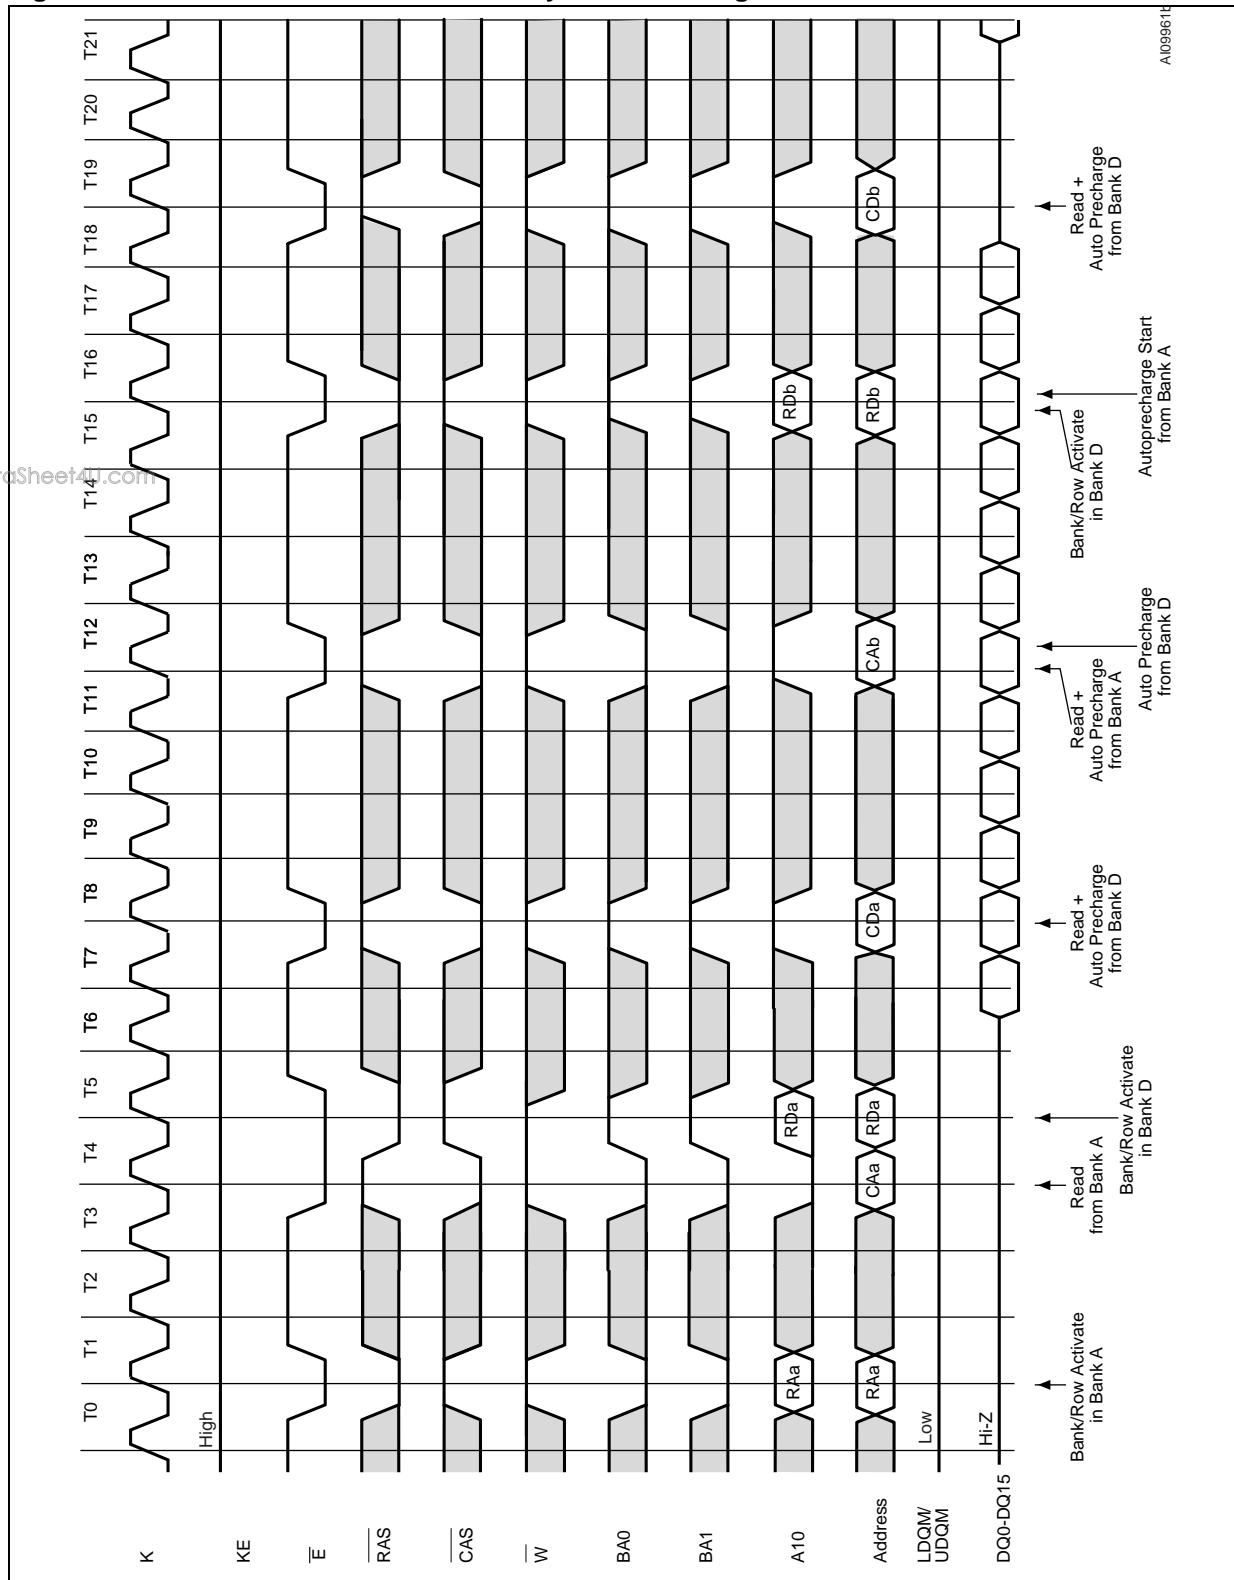 T0 T1 T2 T3 T4 T5 T6 T7 T8 T9 T10 T11 T12 T13 T14 T15 T16 T17 T18 T19 T20 T21
K
KE
High
E
RAS
CAS
W
BA0
BA1
A10
RAa RDa RDb
Address
RAa CAa RDa CDa CAb RDb CDb
LDQM/
UDQM
Low
DQ0-DQ15
Hi-Z
Bank/Row Activate
in Bank A
Read
from Bank A
Bank/Row Activate
in Bank D
Read +
Auto Precharge
from Bank D
Read +
Auto Precharge
from Bank A
Auto Precharge
from Bank D
Bank/Row Activate
in Bank D
Autoprecharge Start
from Bank A
Read +
Auto Precharge
from Bank D